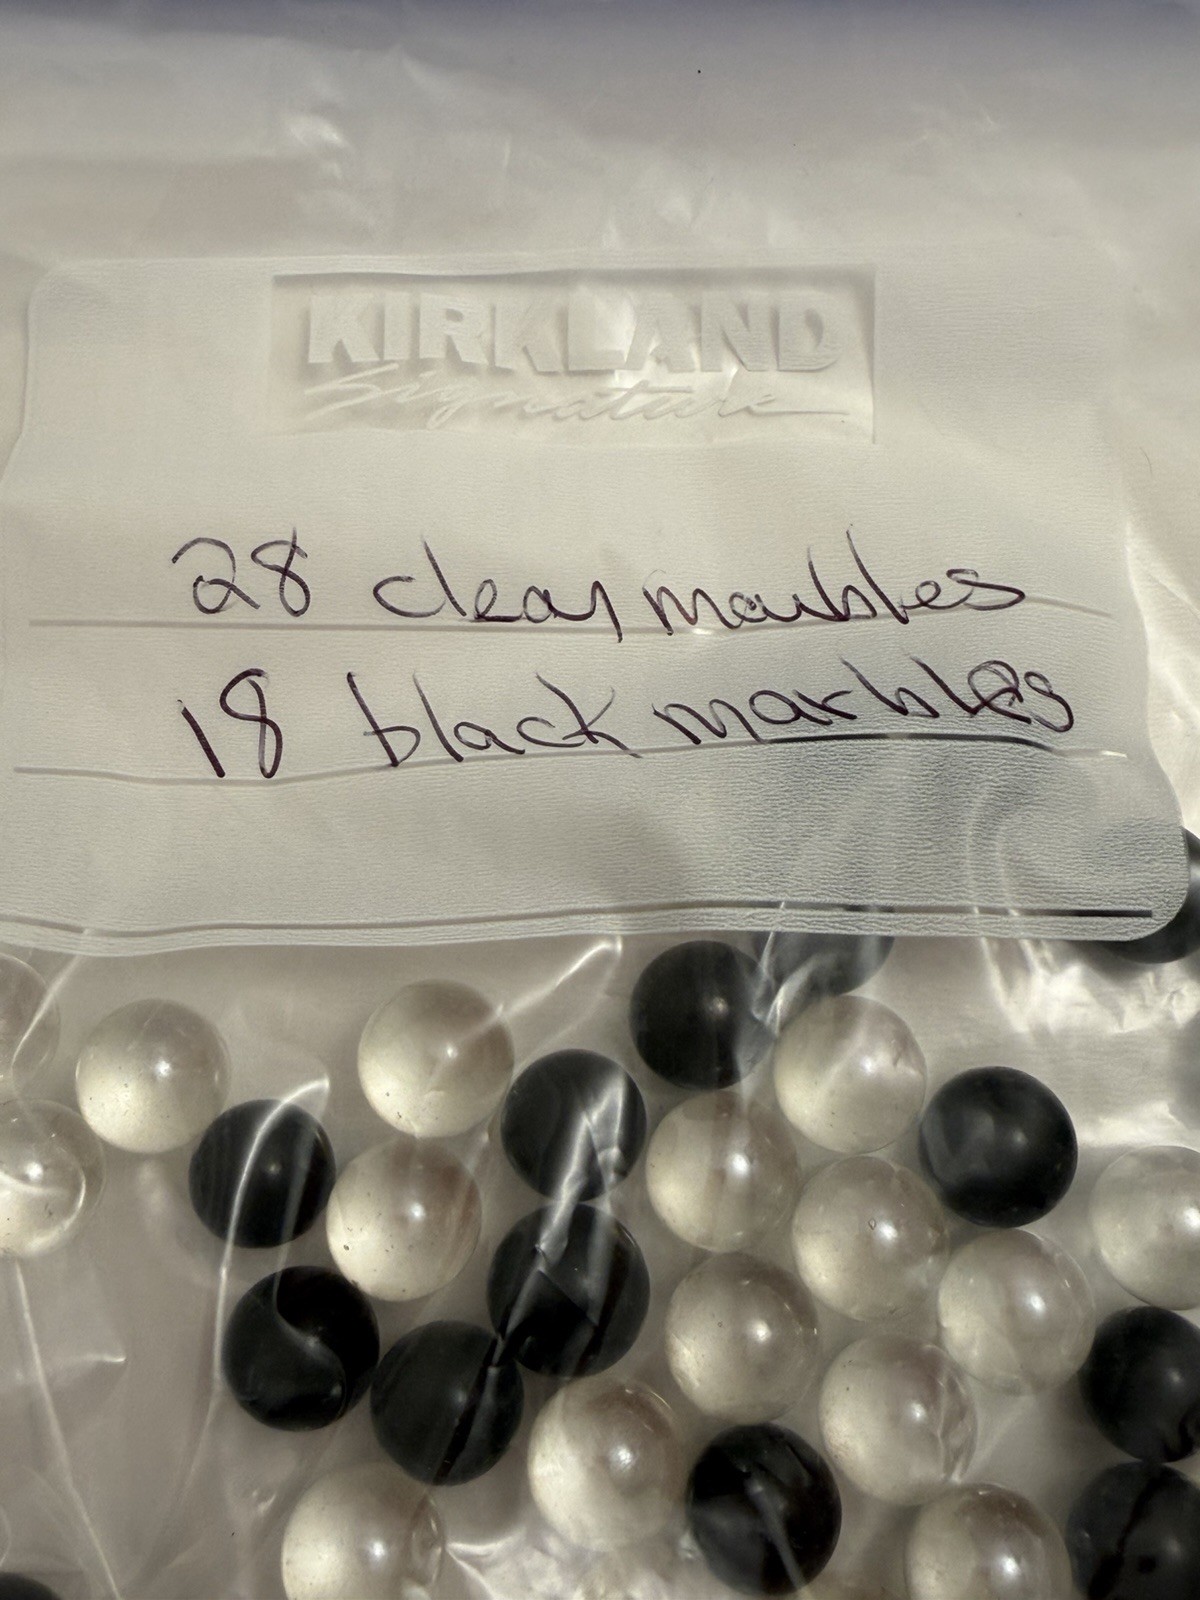 KIRKLAND
Signature
28 clear marbles
18 black marbles